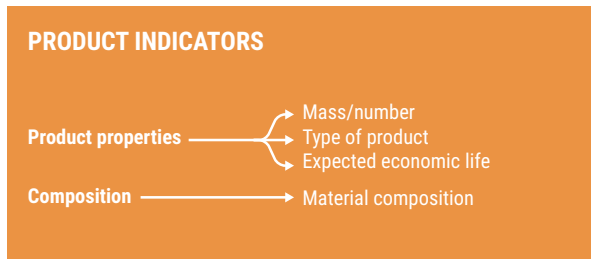 PRODUCT INDICATORS
Mass/number
Product properties Type of product
Expected economic life
Composition Material composition